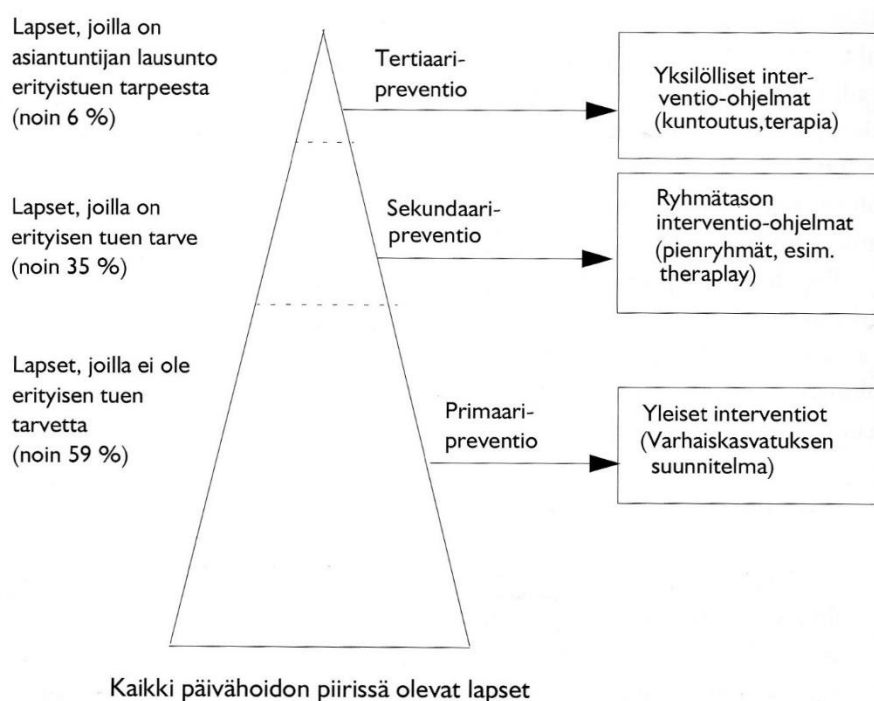 Lapset, joilla on
asiantuntijan lausunto
erityistuen tarpeesta
(noin 6 %)
Tertiaari-
preventio
Yksilölliset inter-
ventio-ohjelmat
(kuntoutus,terapia)
Lapset, joilla on
erityisen tuen tarve
(noin 35 %)
Sekundaari-
preventio
Ryhmätason
interventio-ohjelmat
(pienryhmät, esim.
theraplay)
Lapset, joilla ei ole
erityisen tuen
tarvetta
(noin 59 %)
Primaari-
preventio
Yleiset interventiot
(Varhaiskasvatuksen
suunnitelma)
Kaikki päivähoidon piirissä olevat lapset